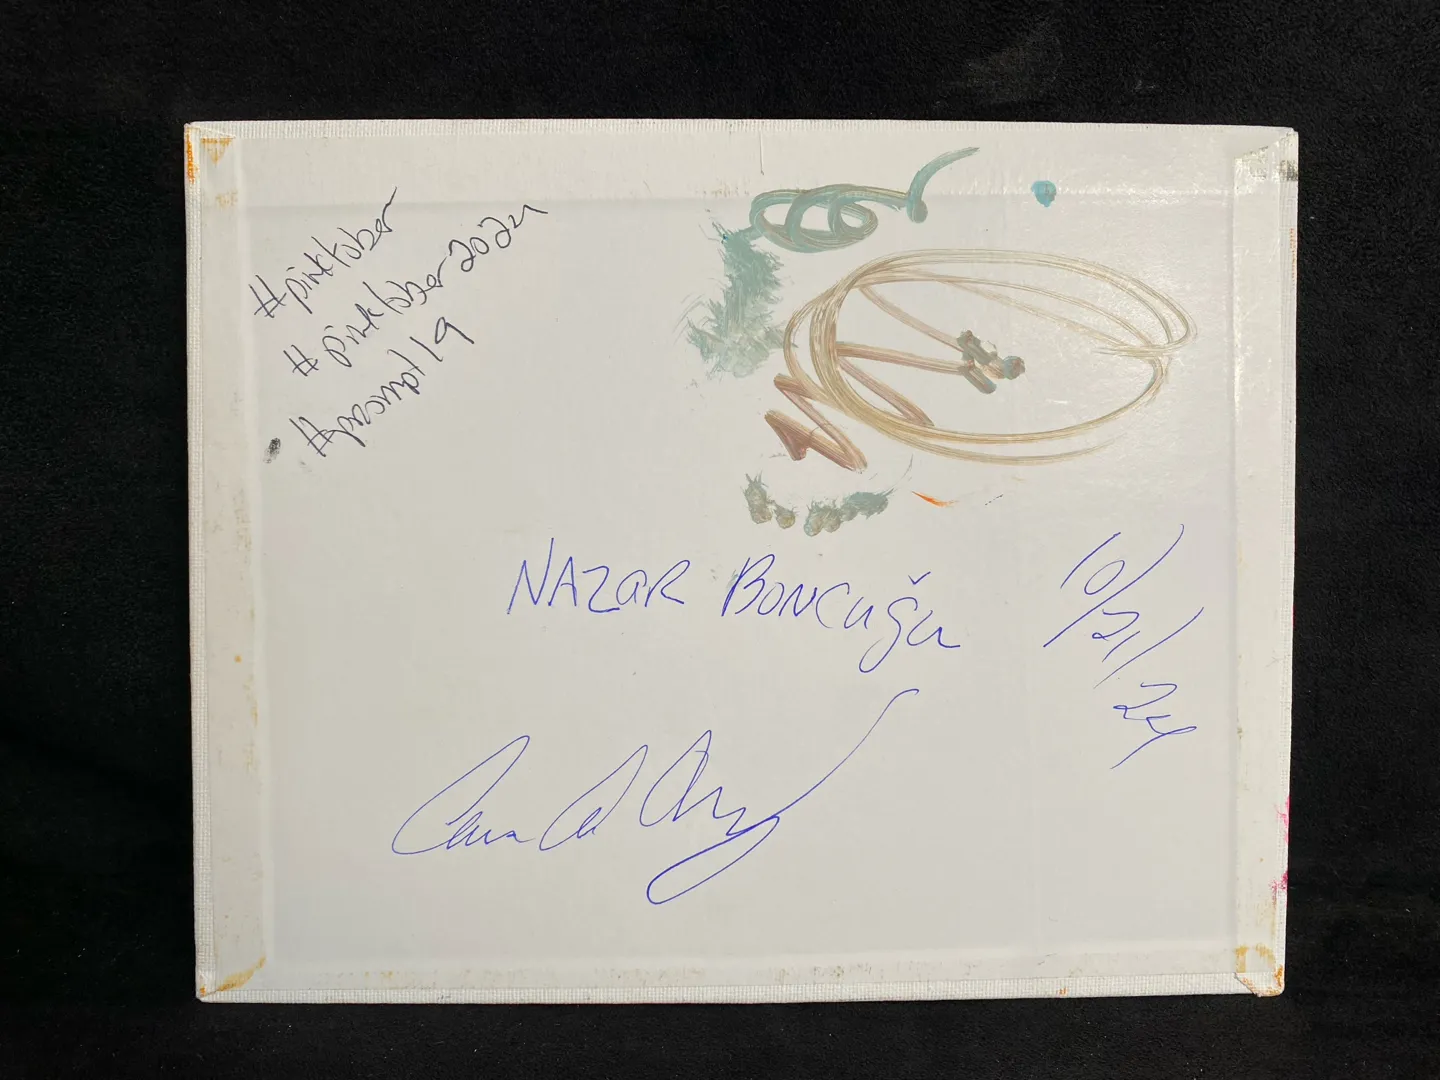 #pinktober
#pinktober2024
#prompt19
NAZAR BONCUĞU
10/21/24